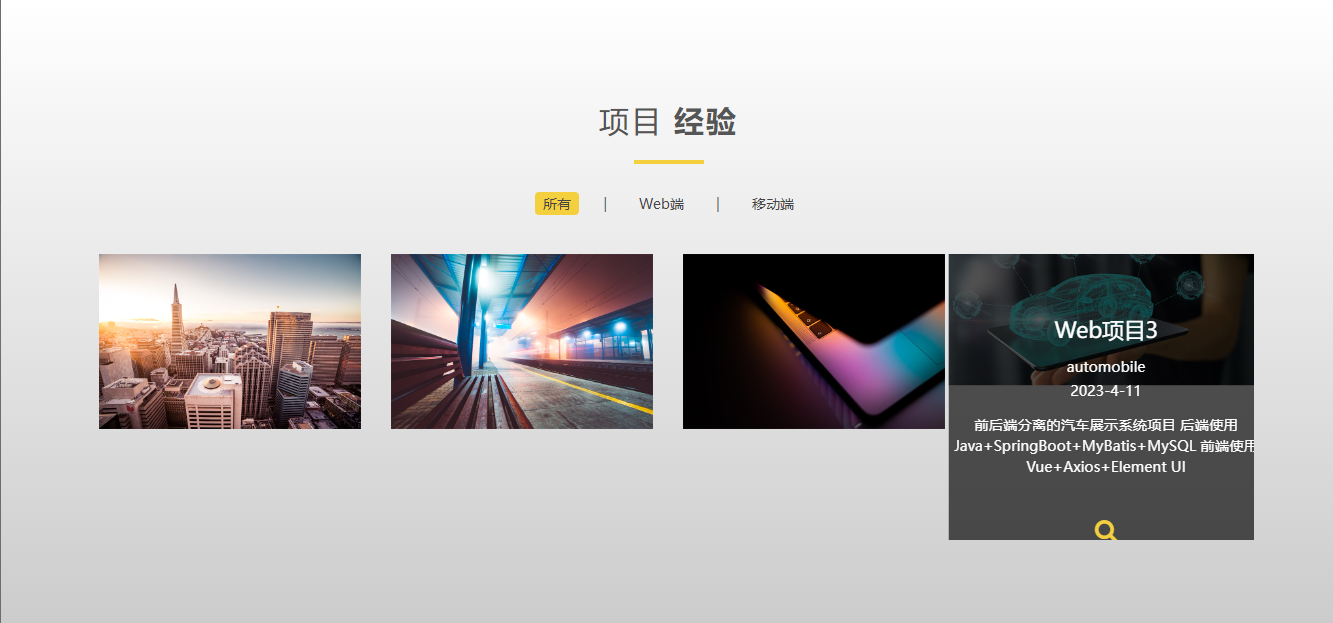 项目 经验
所有 | Web端 | 移动端
Web项目3
automobile
2023-4-11
前后端分离的汽车展示系统项目 后端使用
Java+SpringBoot+MyBatis+MySQL 前端使用
Vue+Axios+Element UI